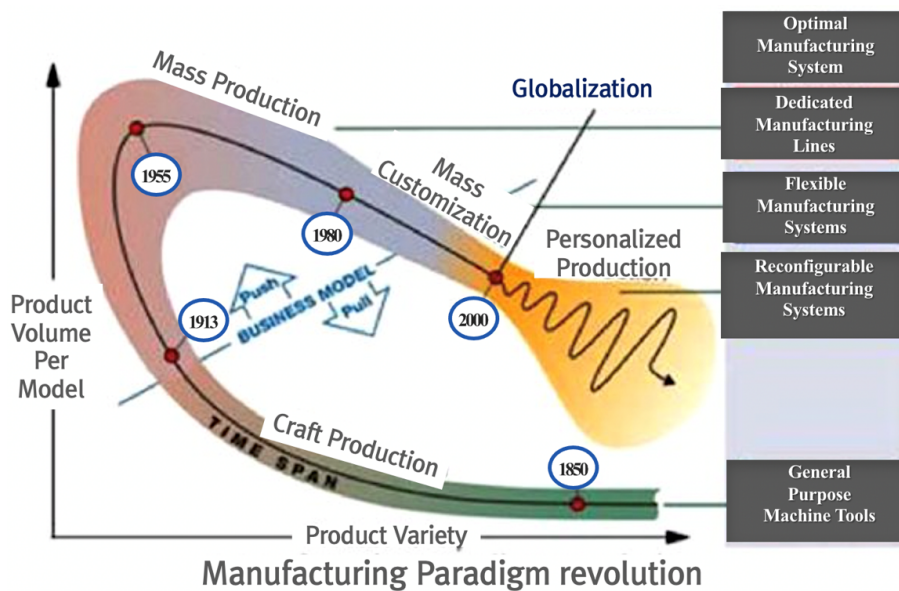 Optimal
Manufacturing
System
Mass Production
Globalization
Dedicated
Manufacturing
Lines
1955
Mass
Customization
Flexible
Manufacturing
Systems
1980
Personalized
Production
Reconfigurable
Manufacturing
Systems
Push
BUSINESS MODEL
Pull
Product
Volume
Per
Model
1913
2000
Craft Production
TIME SPAN
1850
General
Purpose
Machine Tools
Product Variety
Manufacturing Paradigm revolution